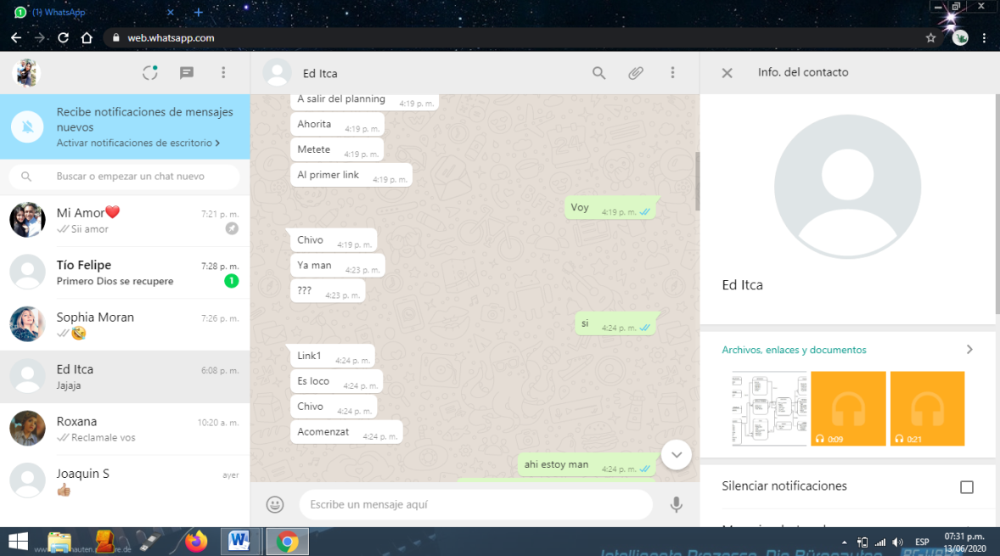 (1) WhatsApp
web.whatsapp.com
Recibe notificaciones de mensajes
nuevos
Activar notificaciones de escritorio >
Buscar o empezar un chat nuevo
Mi Amor❤️
7:21 p. m.
Sii amor
Tío Felipe
7:28 p. m.
Primero Dios se recupere
1
Sophia Moran
7:26 p. m.
🤣
Ed Itca
6:08 p. m.
Jajaja
Roxana
10:20 a. m.
Reclamale vos
Joaquin S
ayer
👍🏼
Ed Itca
A salir del planning 4:19 p. m.
Ahorita 4:19 p. m.
Metete 4:19 p. m.
Al primer link 4:19 p. m.
Voy 4:19 p. m.
Chivo 4:19 p. m.
Ya man 4:23 p. m.
??? 4:23 p. m.
si 4:24 p. m.
Link1 4:24 p. m.
Es loco 4:24 p. m.
Chivo 4:24 p. m.
Acomenzat 4:24 p. m.
ahi estoy man 4:24 p. m.
Escribe un mensaje aquí
Info. del contacto
Ed Itca
Archivos, enlaces y documentos
0:09
0:21
Silenciar notificaciones
ESP
07:31 p.m.
13/06/2020